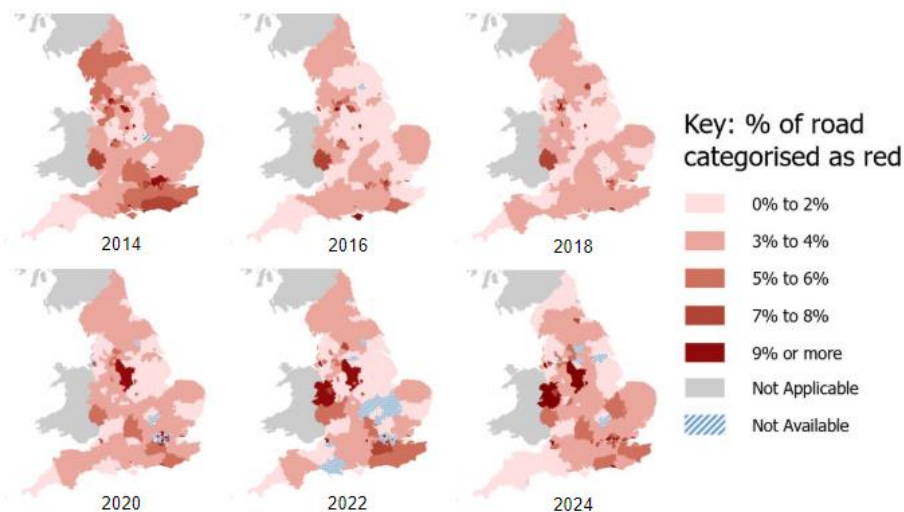 2014
2016
2018
2020
2022
2024
Key: % of road
categorised as red
0% to 2%
3% to 4%
5% to 6%
7% to 8%
9% or more
Not Applicable
Not Available